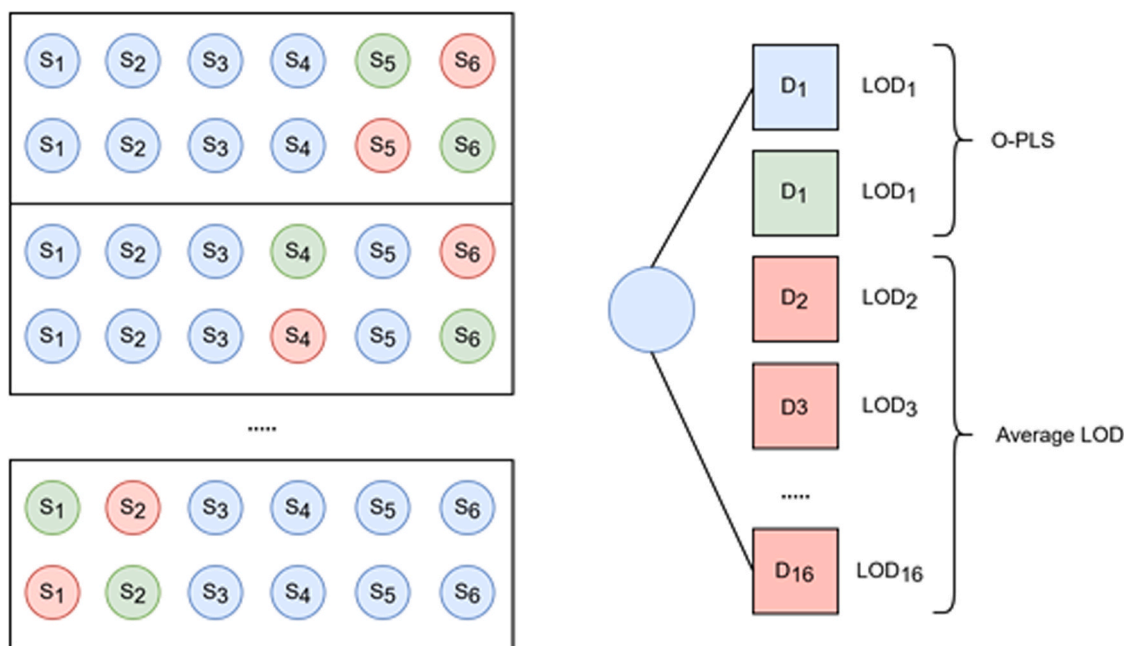 S1 S2 S3 S4 S5 S6
S1 S2 S3 S4 S5 S6
S1 S2 S3 S4 S5 S6
S1 S2 S3 S4 S5 S6
.....
S1 S2 S3 S4 S5 S6
S1 S2 S3 S4 S5 S6
D1 LOD1
O-PLS
D1 LOD1
D2 LOD2
D3 LOD3
Average LOD
.....
D16 LOD16